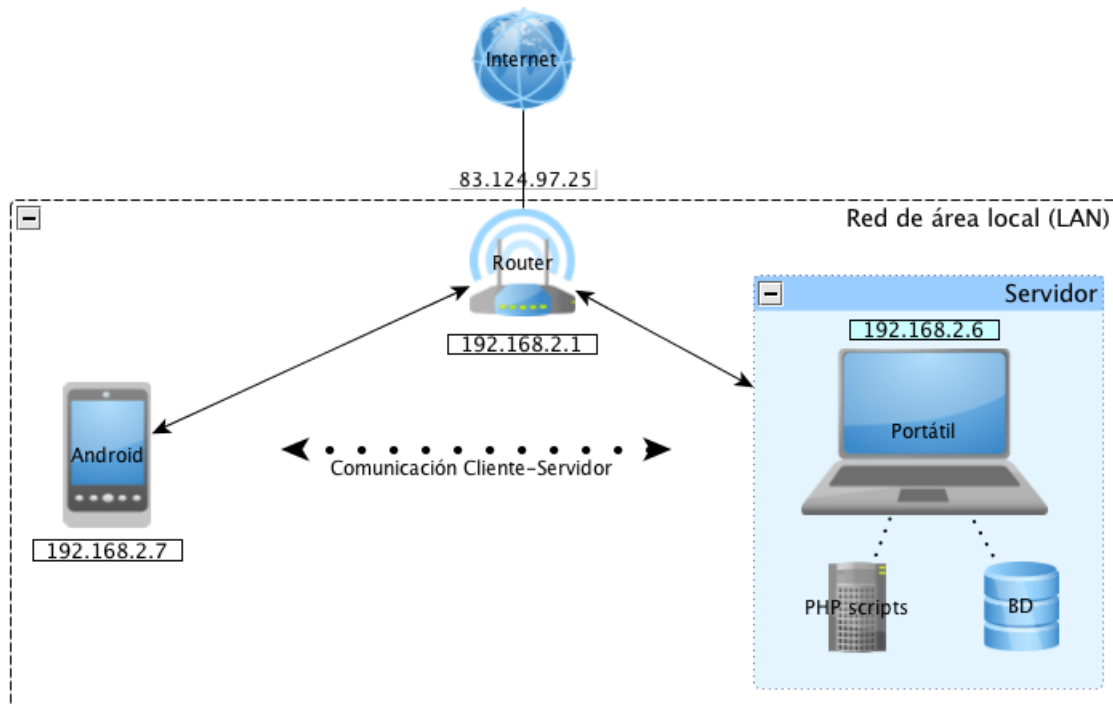 Internet
83.124.97.25
Red de área local (LAN)
Router
192.168.2.1
Servidor
192.168.2.6
Portátil
Android
192.168.2.7
Comunicación Cliente-Servidor
PHP scripts
BD